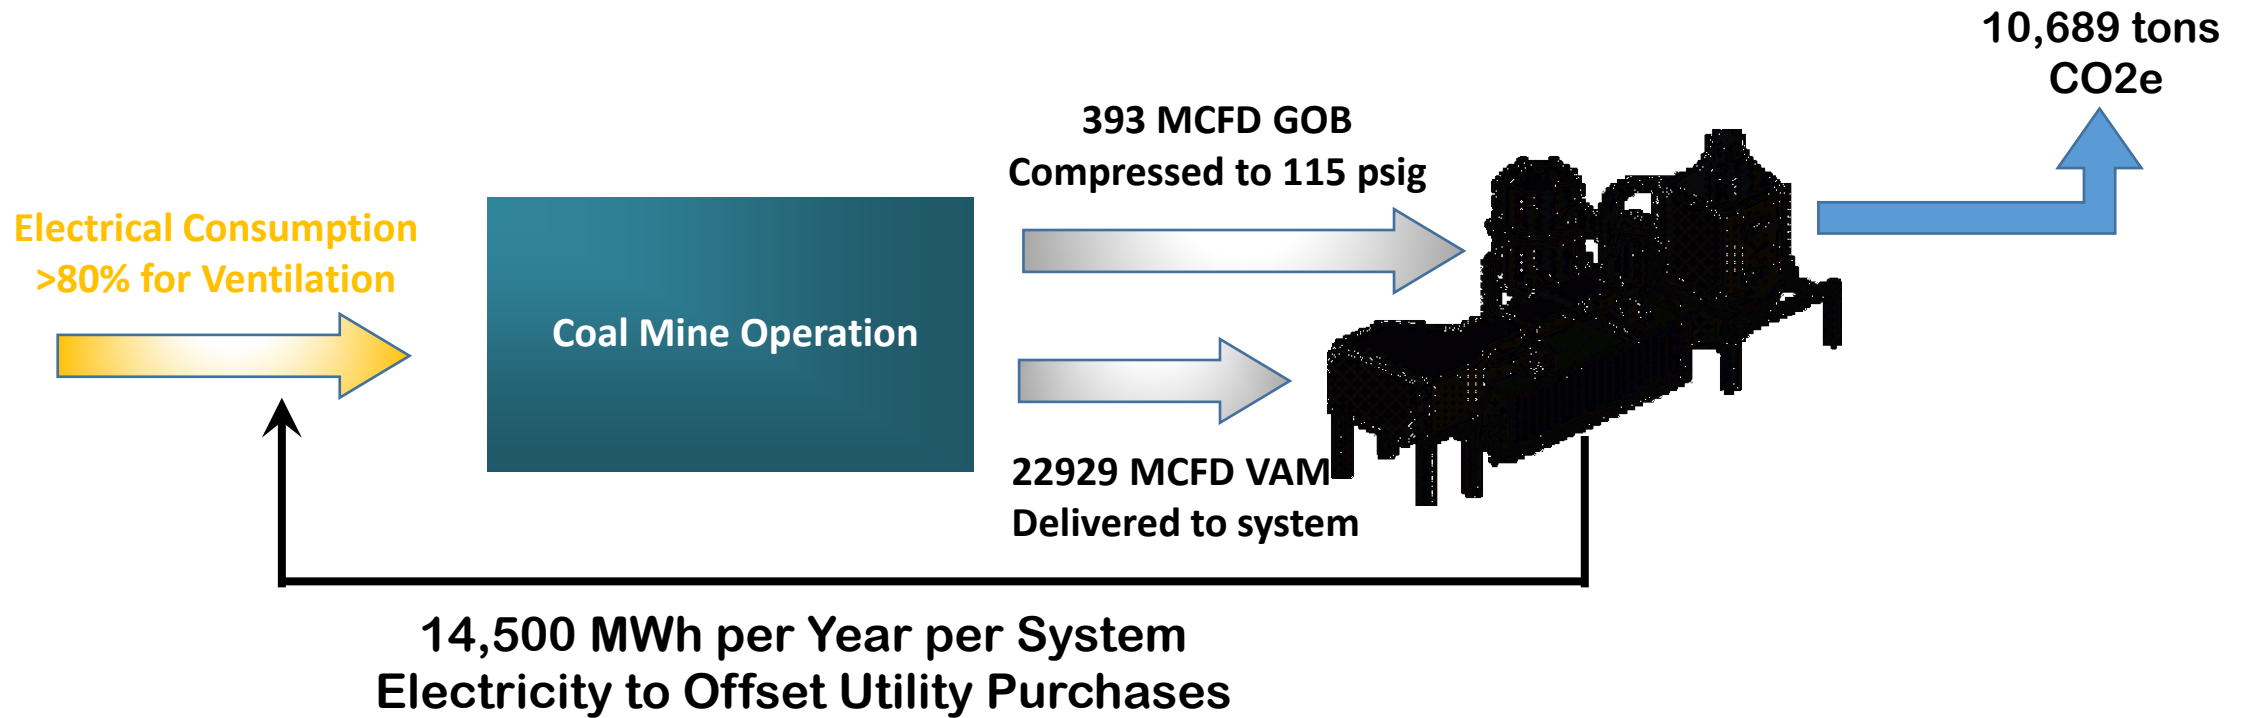 10,689 tons
CO2e
393 MCFD GOB
Compressed to 115 psig
Electrical Consumption
>80% for Ventilation
Coal Mine Operation
22929 MCFD VAM
Delivered to system
14,500 MWh per Year per System
Electricity to Offset Utility Purchases